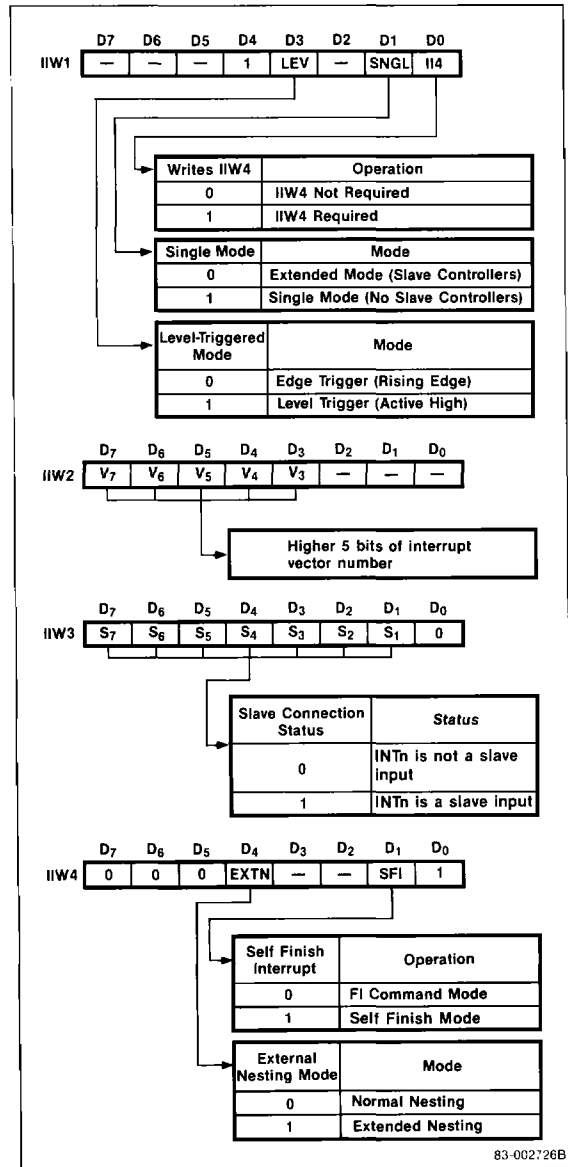 D7 D6 D5 D4 D3 D2 D1 D0
IIW1 — — — 1 LEV — SNGL II4
Writes IIW4 Operation
0 IIW4 Not Required
1 IIW4 Required
Single Mode Mode
0 Extended Mode (Slave Controllers)
1 Single Mode (No Slave Controllers)
Level-Triggered
Mode Mode
0 Edge Trigger (Rising Edge)
1 Level Trigger (Active High)
D7 D6 D5 D4 D3 D2 D1 D0
IIW2 V7 V6 V5 V4 V3 — — —
Higher 5 bits of interrupt
vector number
D7 D6 D5 D4 D3 D2 D1 D0
IIW3 S7 S6 S5 S4 S3 S2 S1 0
Slave Connection
Status Status
0 INTn is not a slave
input
1 INTn is a slave input
D7 D6 D5 D4 D3 D2 D1 D0
IIW4 0 0 0 EXTN — — SFI 1
Self Finish
Interrupt Operation
0 FI Command Mode
1 Self Finish Mode
External
Nesting Mode Mode
0 Normal Nesting
1 Extended Nesting
83-002726B